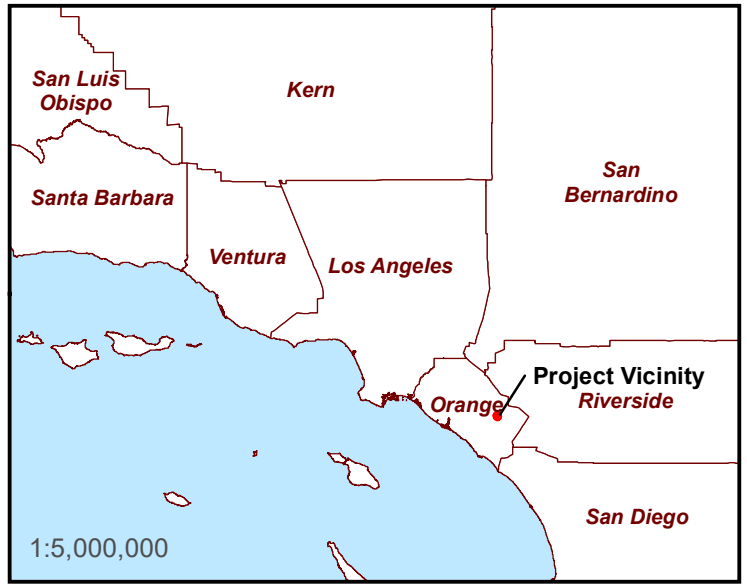 San Luis
Obispo
Kern
San
Bernardino
Santa Barbara
Ventura
Los Angeles
Project Vicinity
Orange
Riverside
San Diego
1:5,000,000